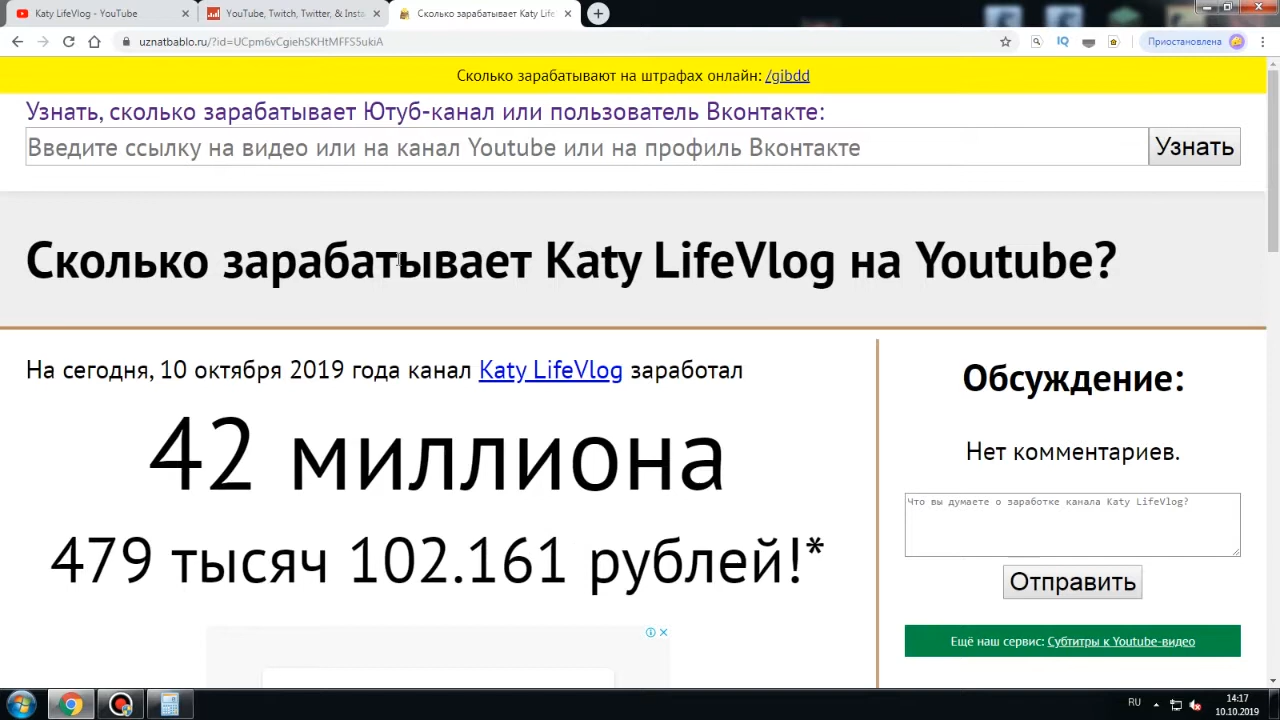 Katy LifeVlog - YouTube
YouTube, Twitch, Twitter, & Insta
Сколько зарабатывает Katy Life
uznatbablo.ru/?id=UCpm6vCgiehSKHtMFFS5ukiA
IQ
Приостановлена
Сколько зарабатывают на штрафах онлайн: /gibdd
Узнать, сколько зарабатывает Ютуб-канал или пользователь Вконтакте:
Введите ссылку на видео или на канал Youtube или на профиль Вконтакте
Узнать
Сколько зарабатывает Katy LifeVlog на Youtube?
На сегодня, 10 октября 2019 года канал Katy LifeVlog заработал
42 миллиона
479 тысяч 102.161 рублей!*
Обсуждение:
Нет комментариев.
Что вы думаете о заработке канала Katy LifeVlog?
Отправить
Ещё наш сервис: Субтитры к Youtube-видео
RU
14:17
10.10.2019